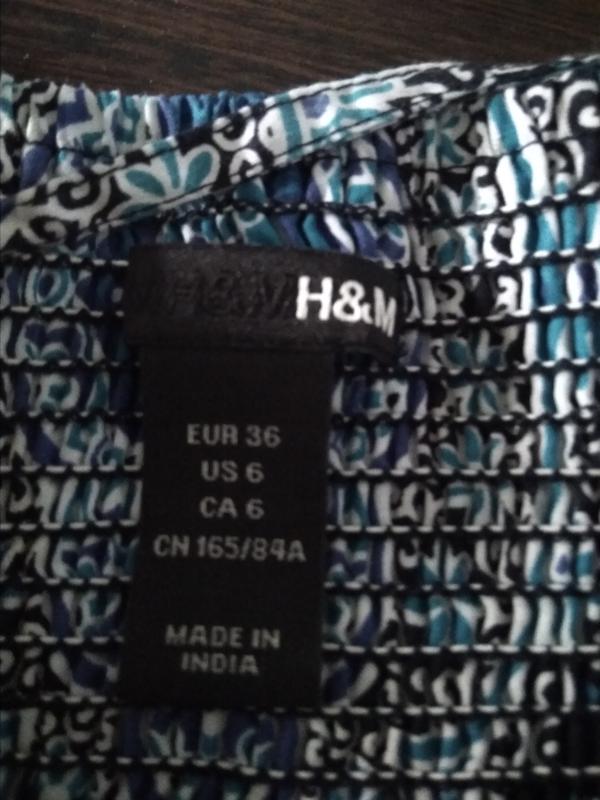 H&M
EUR 36
US 6
CA 6
CN 165/84A
MADE IN
INDIA